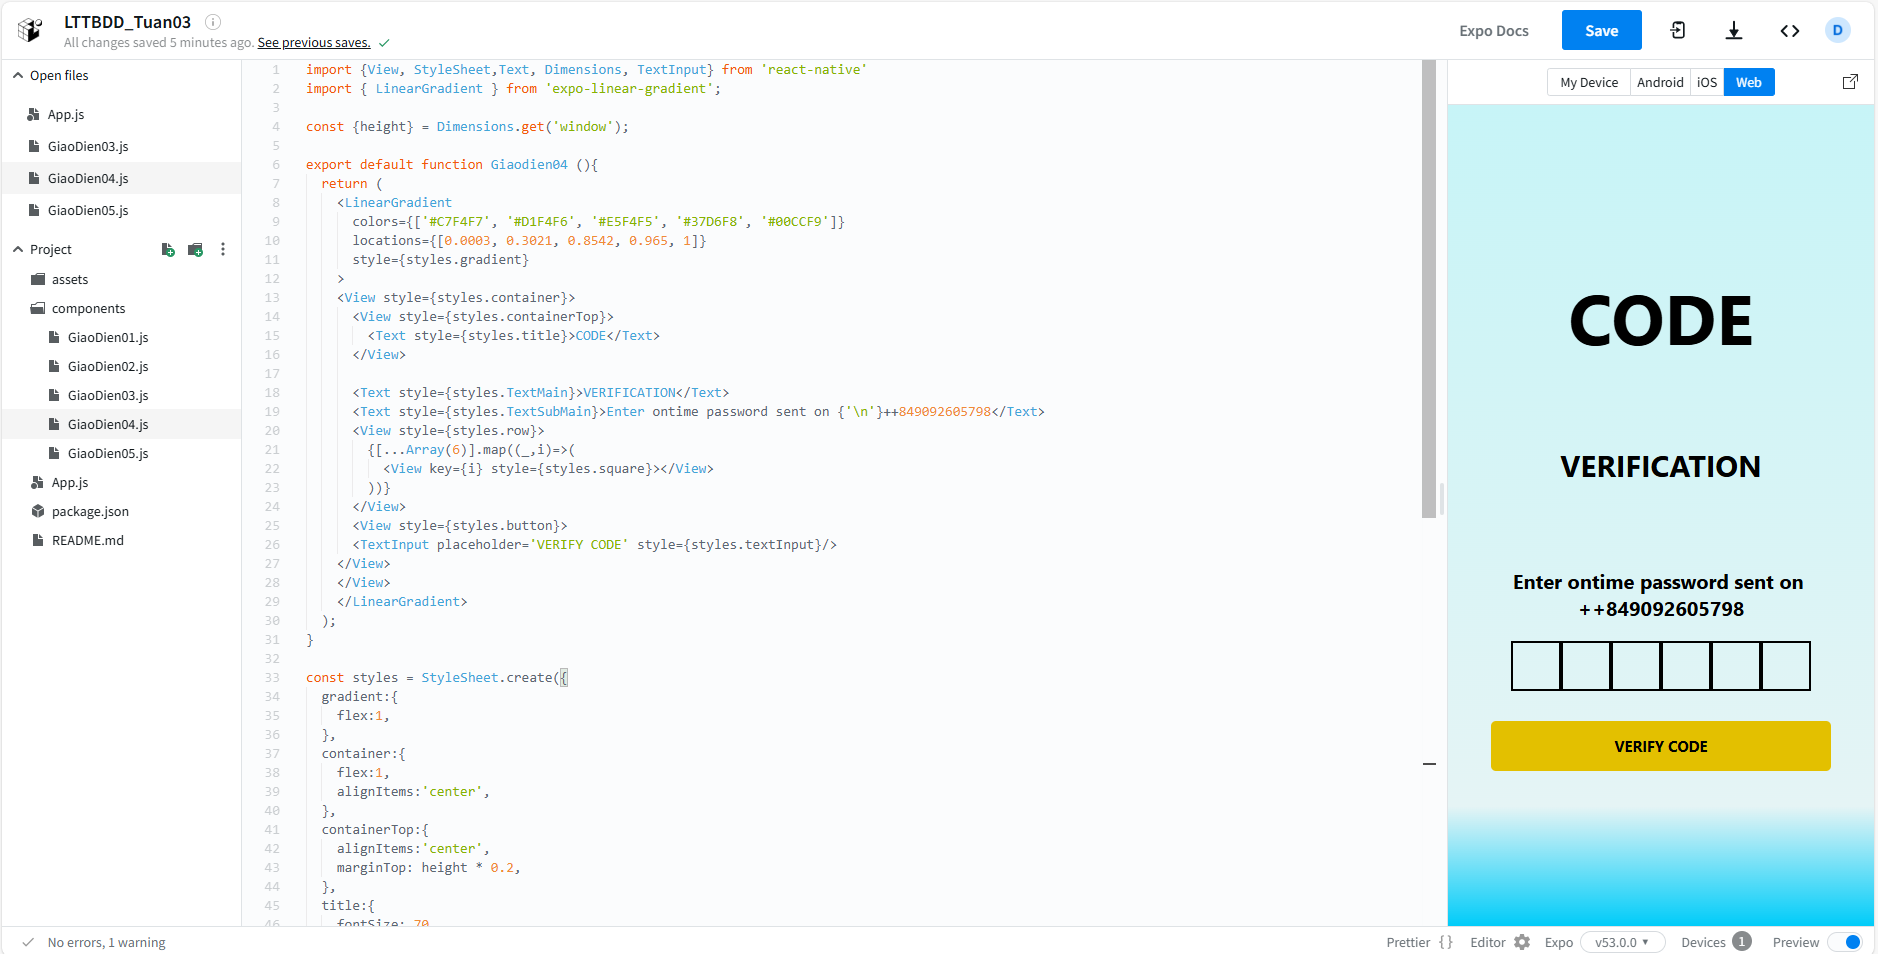 LTTBDD_Tuan03
All changes saved 5 minutes ago. See previous saves.
Expo Docs
Save
D
Open files
App.js
GiaoDien03.js
GiaoDien04.js
GiaoDien05.js
Project
assets
components
GiaoDien01.js
GiaoDien02.js
GiaoDien03.js
GiaoDien04.js
GiaoDien05.js
App.js
package.json
README.md
1 import {View, StyleSheet,Text, Dimensions, TextInput} from 'react-native'
2 import { LinearGradient } from 'expo-linear-gradient';
3
4 const {height} = Dimensions.get('window');
5
6 export default function Giaodien04 (){
7 return (
8 <LinearGradient
9 colors={['#C7F4F7', '#D1F4F6', '#E5F4F5', '#37D6F8', '#00CCF9']}
10 locations={[0.0003, 0.3021, 0.8542, 0.965, 1]}
11 style={styles.gradient}
12 >
13 <View style={styles.container}>
14 <View style={styles.containerTop}>
15 <Text style={styles.title}>CODE</Text>
16 </View>
17
18 <Text style={styles.TextMain}>VERIFICATION</Text>
19 <Text style={styles.TextSubMain}>Enter ontime password sent on {'\n'}++849092605798</Text>
20 <View style={styles.row}>
21 {[...Array(6)].map((_,i)=>(
22 <View key={i} style={styles.square}></View>
23 ))}
24 </View>
25 <View style={styles.button}>
26 <TextInput placeholder='VERIFY CODE' style={styles.textInput}/>
27 </View>
28 </View>
29 </LinearGradient>
30 );
31 }
32
33 const styles = StyleSheet.create({
34 gradient:{
35 flex:1,
36 },
37 container:{
38 flex:1,
39 alignItems:'center',
40 },
41 containerTop:{
42 alignItems:'center',
43 marginTop: height * 0.2,
44 },
45 title:{
46 fontSize: 70
My Device Android iOS Web
CODE
VERIFICATION
Enter ontime password sent on
++849092605798
VERIFY CODE
No errors, 1 warning
Prettier {} Editor Expo v53.0.0 Devices 1 Preview